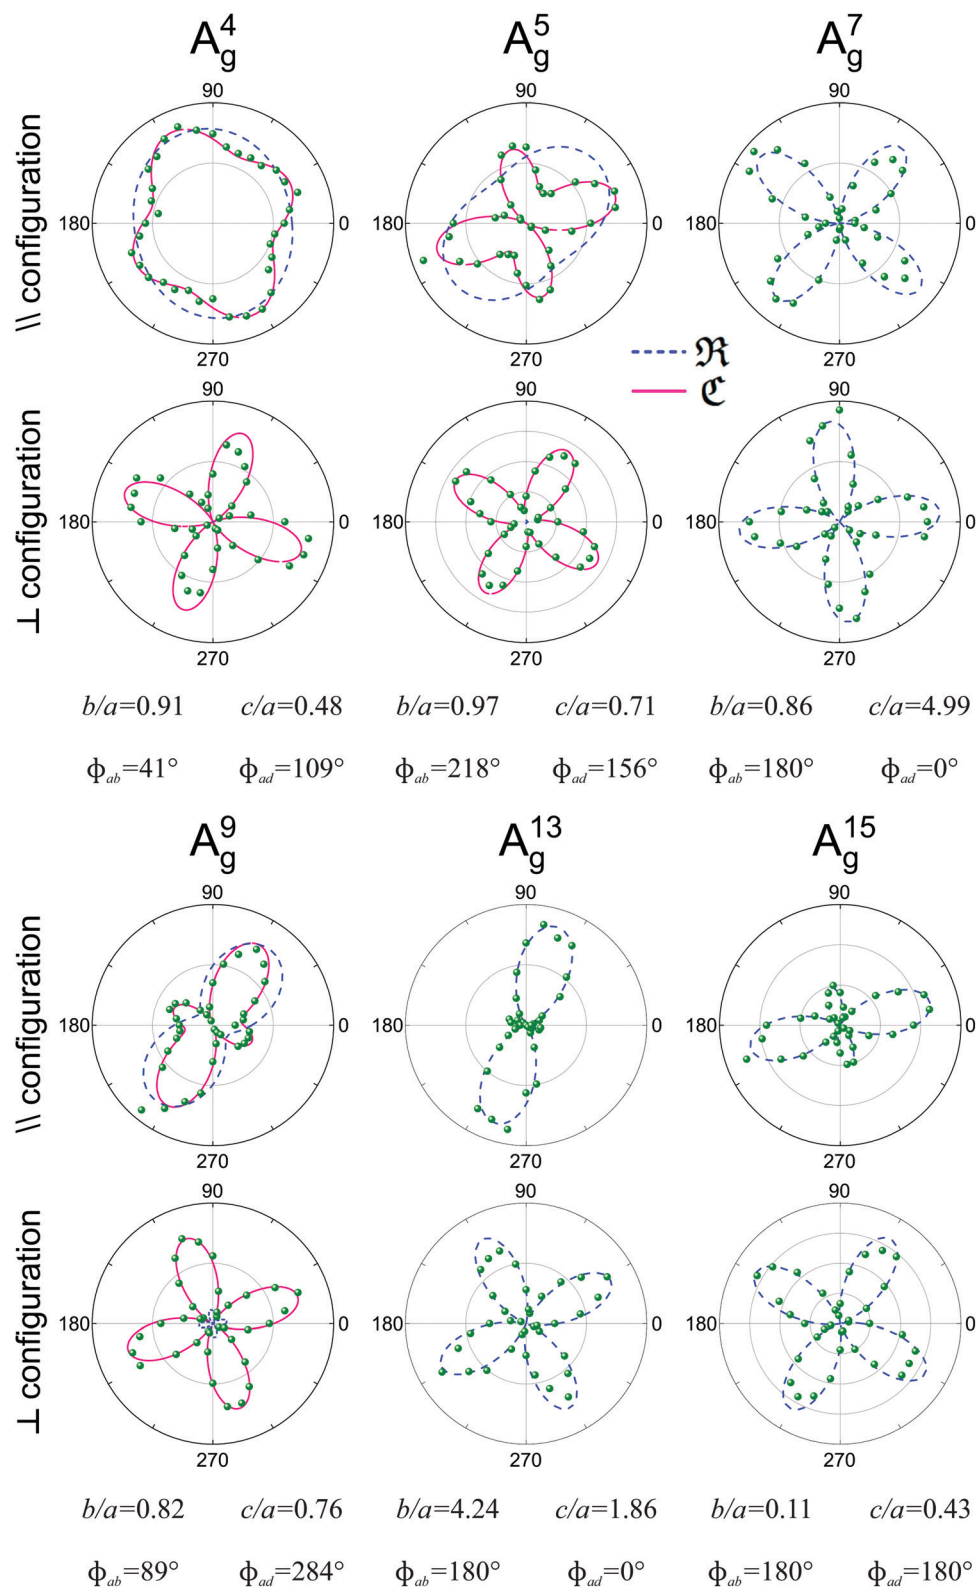 A_g^4 A_g^5 A_g^7
\\ configuration
90 90 90
180 0 180 0 180 0
270 270 270
ℜ
ℭ
⊥ configuration
90 90 90
180 0 180 0 180 0
270 270 270
b/a=0.91 c/a=0.48 b/a=0.97 c/a=0.71 b/a=0.86 c/a=4.99
ϕ_ab=41° ϕ_ad=109° ϕ_ab=218° ϕ_ad=156° ϕ_ab=180° ϕ_ad=0°
A_g^9 A_g^13 A_g^15
\\ configuration
90 90 90
180 0 180 0 180 0
270 270 270
⊥ configuration
90 90 90
180 0 180 0 180 0
270 270 270
b/a=0.82 c/a=0.76 b/a=4.24 c/a=1.86 b/a=0.11 c/a=0.43
ϕ_ab=89° ϕ_ad=284° ϕ_ab=180° ϕ_ad=0° ϕ_ab=180° ϕ_ad=180°